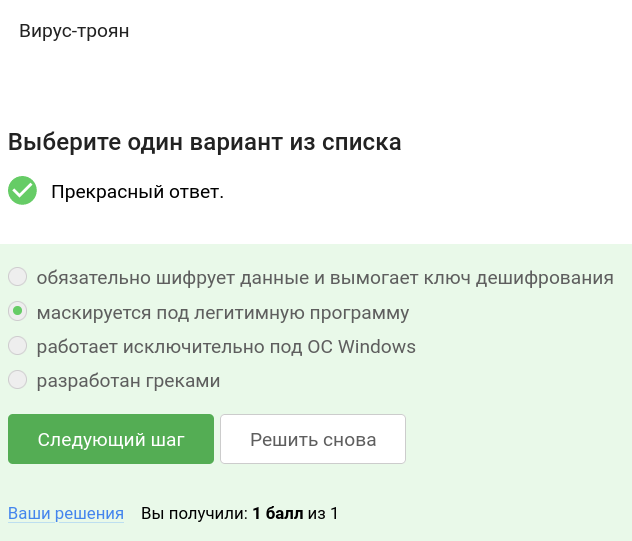 Вирус-троян
Выберите один вариант из списка
Прекрасный ответ.
обязательно шифрует данные и вымогает ключ дешифрования
маскируется под легитимную программу
работает исключительно под ОС Windows
разработан греками
Следующий шаг
Решить снова
Ваши решения Вы получили: 1 балл из 1